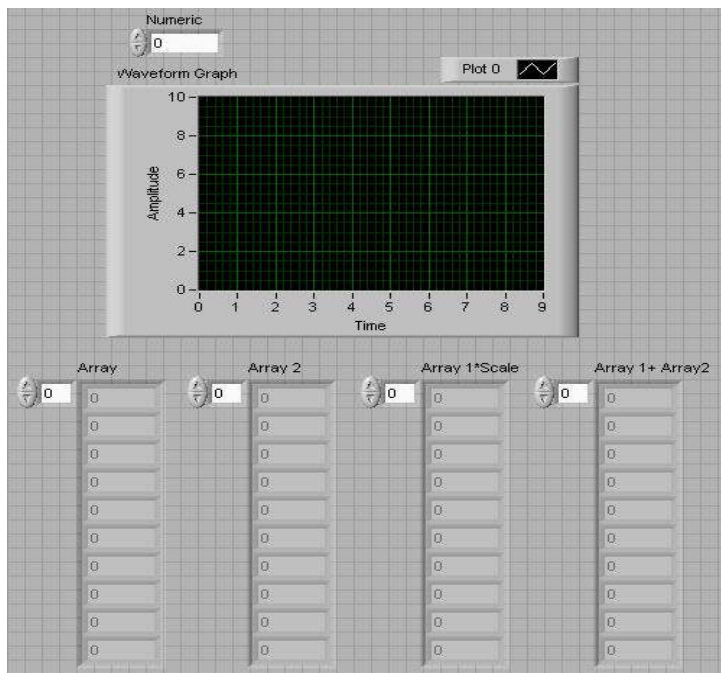 Numeric
0
Waveform Graph
Plot 0
10
8
6
4
2
0
Amplitude
0 1 2 3 4 5 6 7 8 9
Time
Array Array 2 Array 1*Scale Array 1+ Array2
0 0 0 0 0 0 0 0
0 0 0 0
0 0 0 0
0 0 0 0
0 0 0 0
0 0 0 0
0 0 0 0
0 0 0 0
0 0 0 0
0 0 0 0